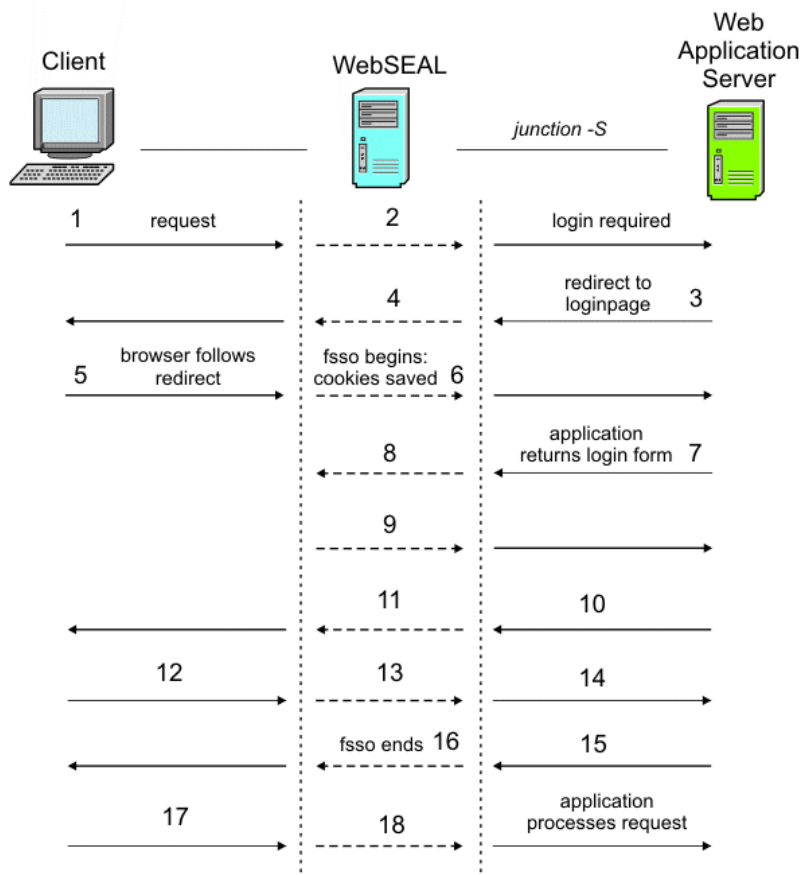 Client
WebSEAL
Web
Application
Server
junction -S
1
request
2
login required
4
redirect to
loginpage
3
5
browser follows
redirect
fsso begins:
cookies saved
6
8
application
returns login form
7
9
11
10
12
13
14
fsso ends
16
15
17
18
application
processes request